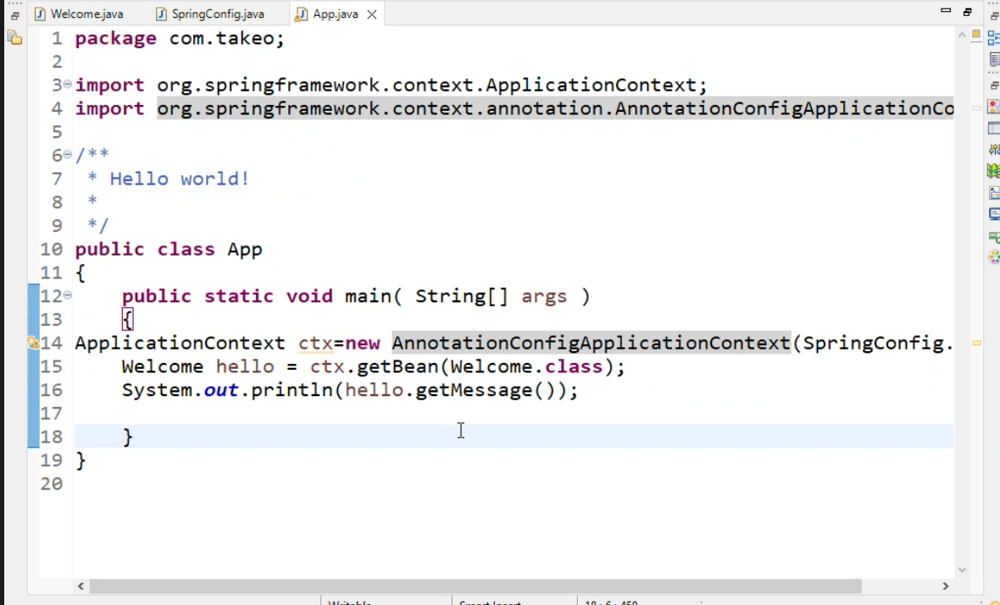 Welcome.java SpringConfig.java App.java
1 package com.takeo;
2
3 import org.springframework.context.ApplicationContext;
4 import org.springframework.context.annotation.AnnotationConfigApplicationCo
5
6 /**
7 * Hello world!
8 *
9 */
10 public class App
11 {
12 public static void main( String[] args )
13 {
14 ApplicationContext ctx=new AnnotationConfigApplicationContext(SpringConfig.
15 Welcome hello = ctx.getBean(Welcome.class);
16 System.out.println(hello.getMessage());
17
18 }
19 }
20
Writable Smart Insert 18 : 6 : 458